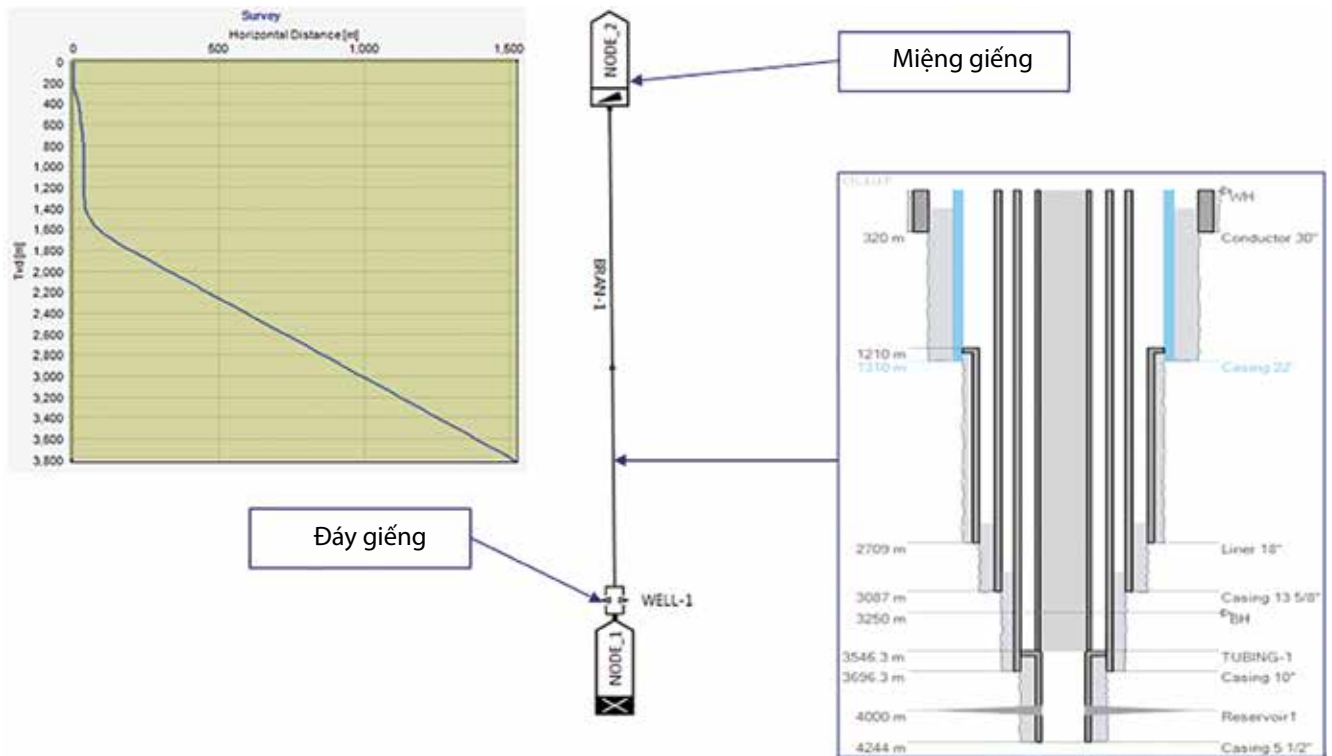 Survey
Horizontal Distance [m]
0 500 1,000 1,500
0
200
400
600
800
1,000
1,200
1,400
1,600
1,800
2,000
2,200
2,400
2,600
2,800
3,000
3,200
3,400
3,600
3,800
Tvd [m]
NODE_2
Miệng giếng
BRAN-1
Đáy giếng
WELL-1
NODE_1
WH
320 m Conductor 30"
1210 m
1310 m Casing 22"
2709 m Liner 18"
3087 m Casing 13 5/8"
3250 m BH
3546.3 m TUBING-1
3696.3 m Casing 10"
4000 m Reservoir1
4244 m Casing 5 1/2"